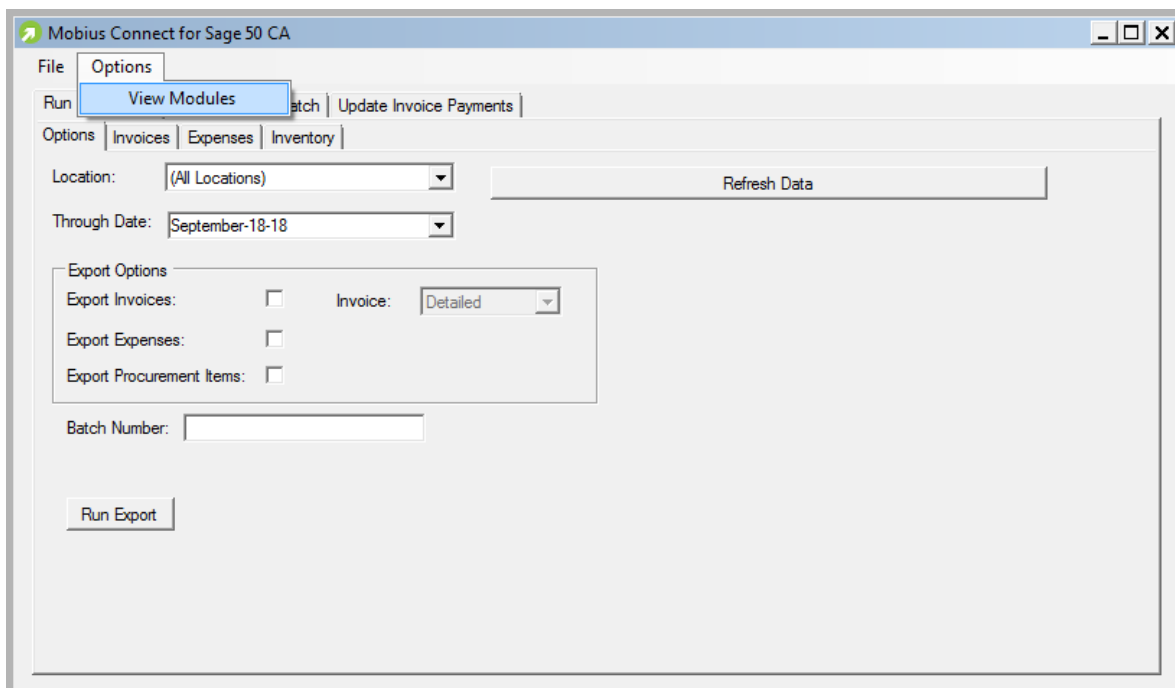 Mobius Connect for Sage 50 CA
File Options
View Modules
Run atch Update Invoice Payments
Options Invoices Expenses Inventory
Location: (All Locations) Refresh Data
Through Date: September-18-18
Export Options
Export Invoices: Invoice: Detailed
Export Expenses:
Export Procurement Items:
Batch Number:
Run Export